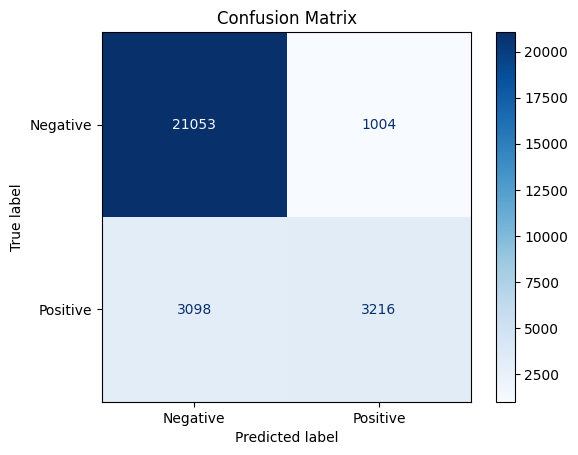 Confusion Matrix
True label
Negative
21053
1004
Positive
3098
3216
Negative
Positive
Predicted label
20000
17500
15000
12500
10000
7500
5000
2500